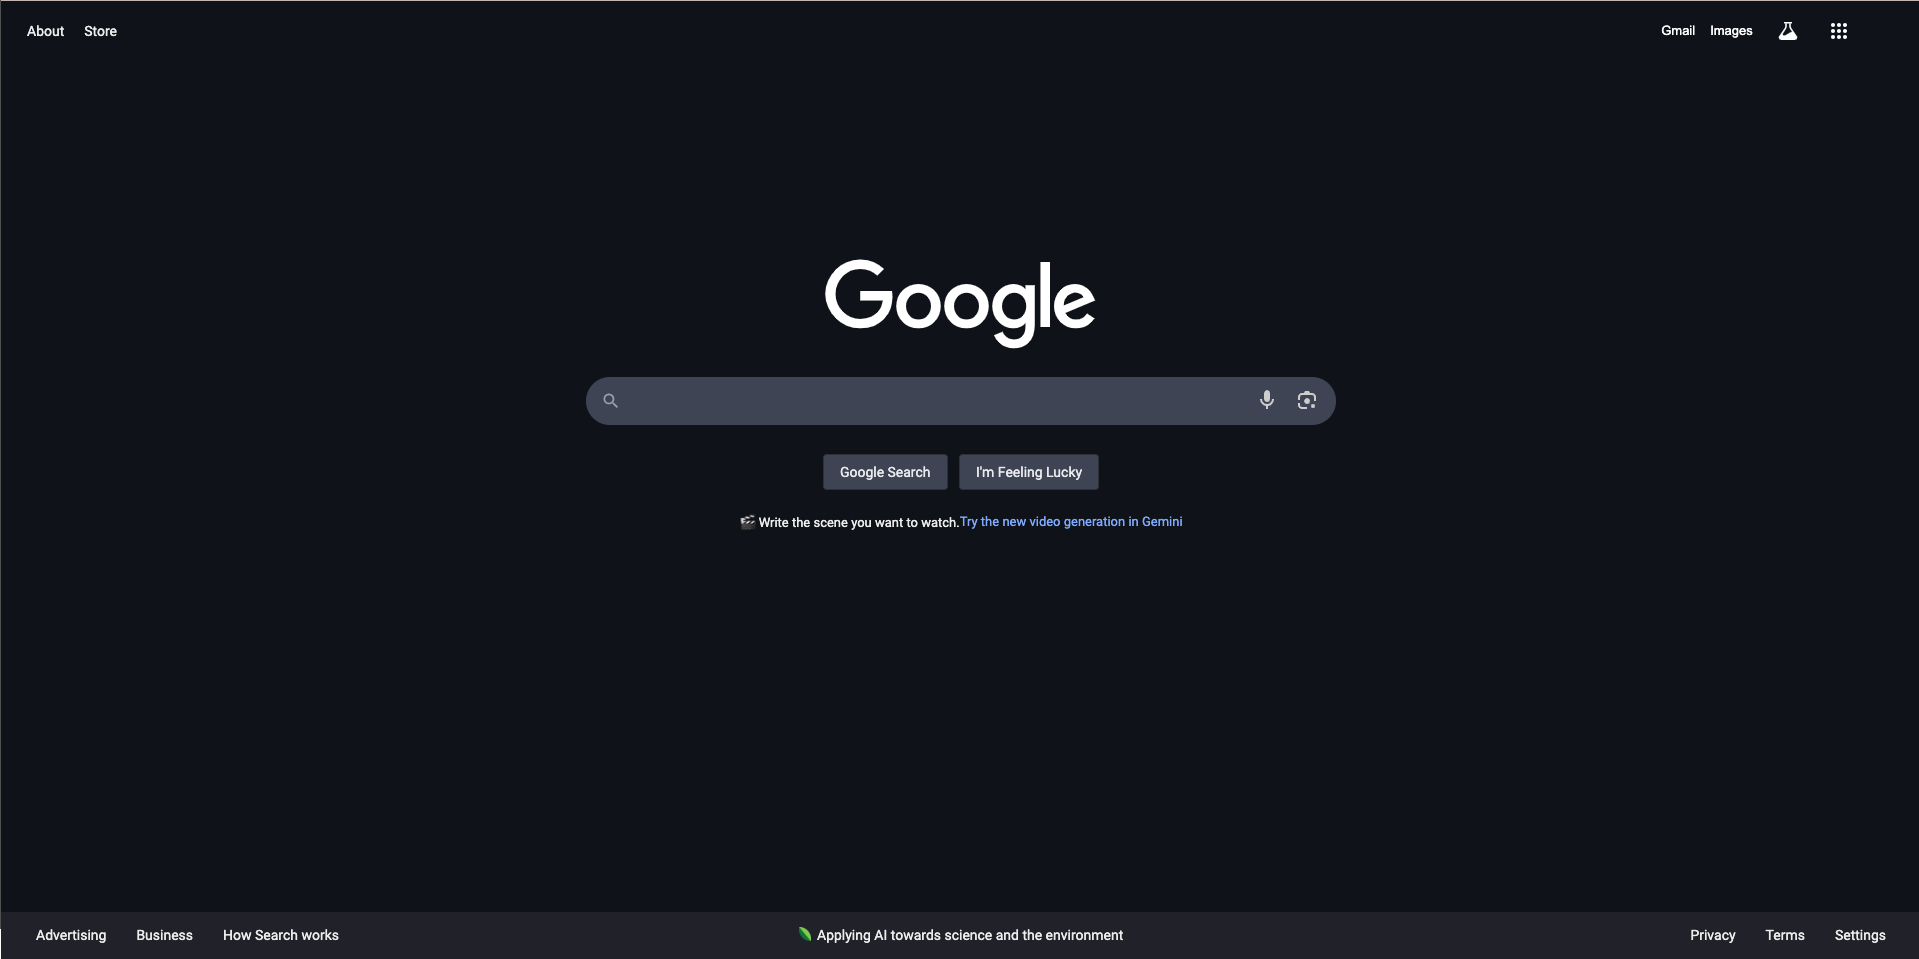 About Store
Gmail Images
Google
Google Search I'm Feeling Lucky
Write the scene you want to watch. Try the new video generation in Gemini
Advertising Business How Search works
Applying AI towards science and the environment
Privacy Terms Settings